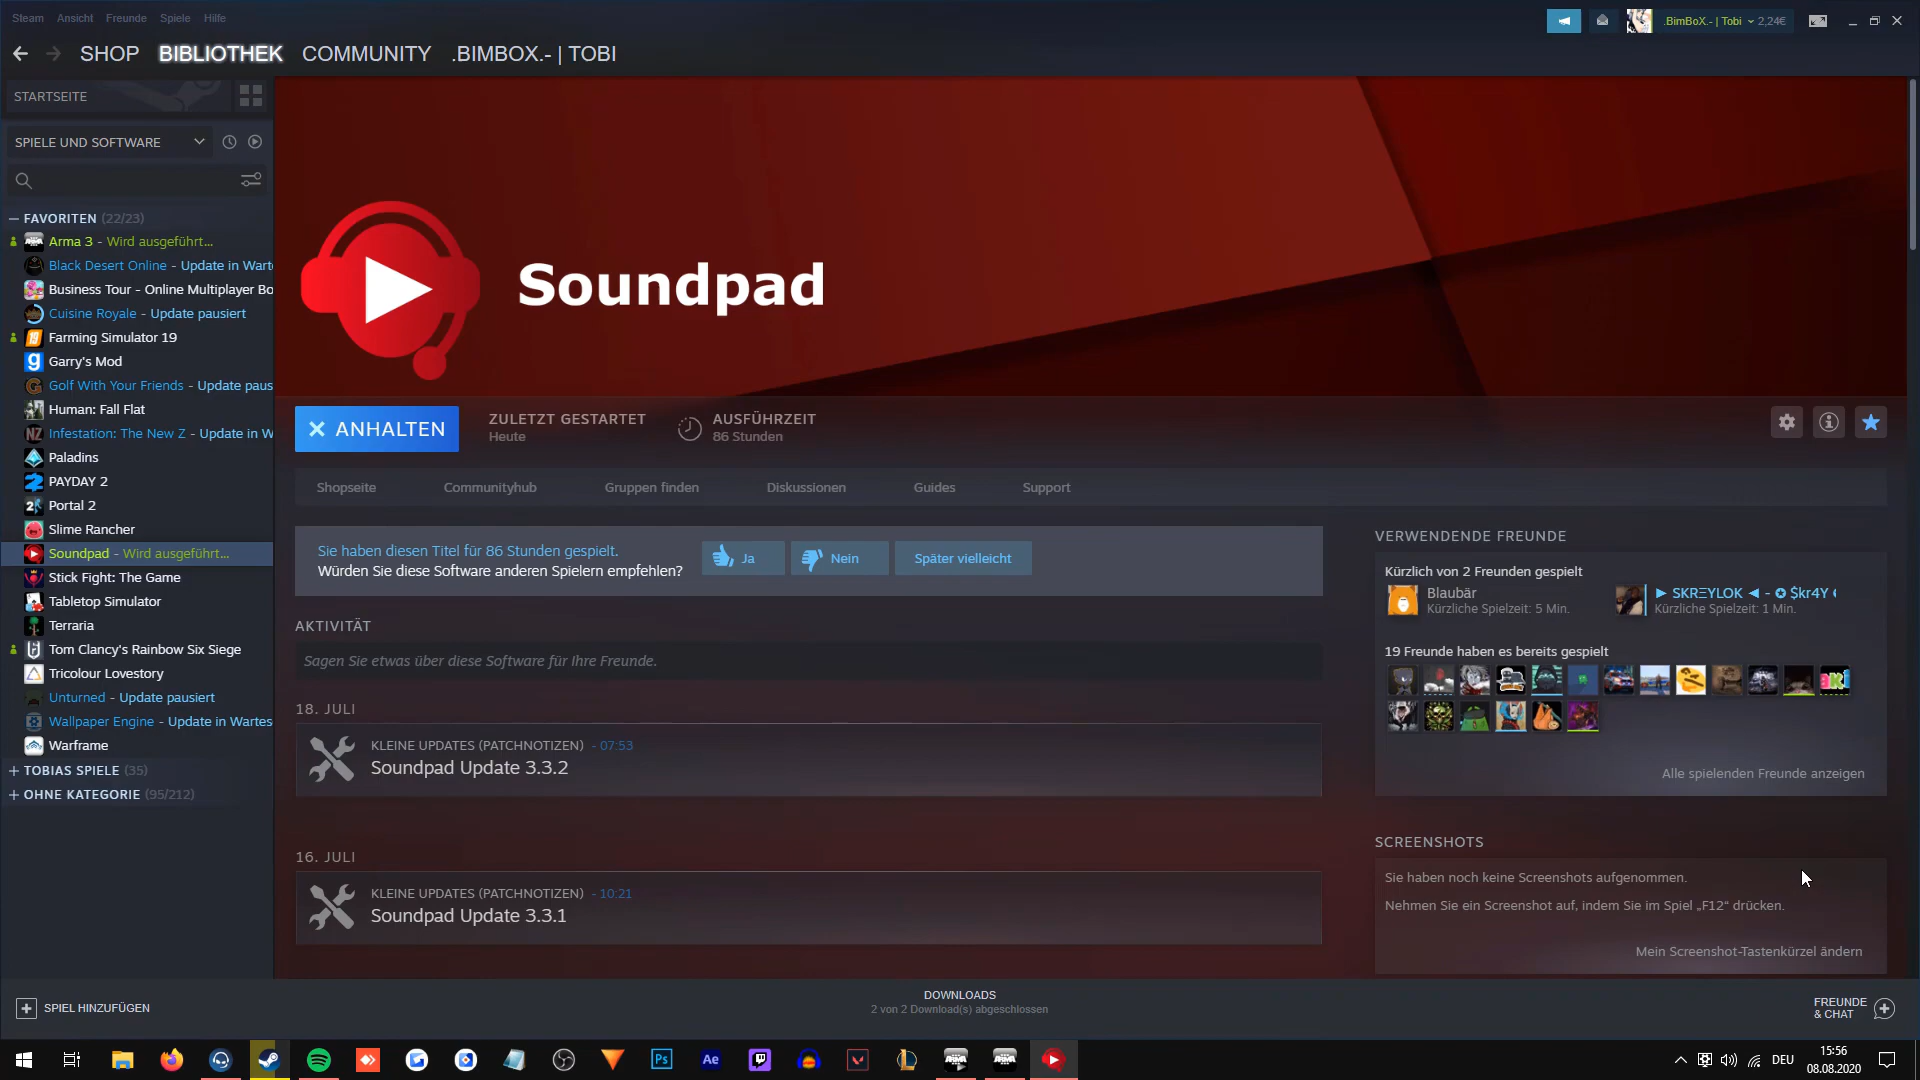 Steam Ansicht Freunde Spiele Hilfe
.BimBoX.- | Tobi 2,24€
SHOP BIBLIOTHEK COMMUNITY .BIMBOX.- | TOBI
STARTSEITE
SPIELE UND SOFTWARE
— FAVORITEN (22/23)
Arma 3 - Wird ausgeführt...
Black Desert Online - Update in Warte
Business Tour - Online Multiplayer Bo
Cuisine Royale - Update pausiert
Farming Simulator 19
Garry's Mod
Golf With Your Friends - Update paus
Human: Fall Flat
Infestation: The New Z - Update in W
Paladins
PAYDAY 2
Portal 2
Slime Rancher
Soundpad - Wird ausgeführt...
Stick Fight: The Game
Tabletop Simulator
Terraria
Tom Clancy's Rainbow Six Siege
Tricolour Lovestory
Unturned - Update pausiert
Wallpaper Engine - Update in Wartes
Warframe
+ TOBIAS SPIELE (35)
+ OHNE KATEGORIE (95/212)
Soundpad
ANHALTEN
ZULETZT GESTARTET
Heute
AUSFÜHRZEIT
86 Stunden
Shopseite Communityhub Gruppen finden Diskussionen Guides Support
Sie haben diesen Titel für 86 Stunden gespielt.
Würden Sie diese Software anderen Spielern empfehlen?
Ja Nein Später vielleicht
AKTIVITÄT
Sagen Sie etwas über diese Software für Ihre Freunde.
18. JULI
KLEINE UPDATES (PATCHNOTIZEN) - 07:53
Soundpad Update 3.3.2
16. JULI
KLEINE UPDATES (PATCHNOTIZEN) - 10:21
Soundpad Update 3.3.1
VERWENDENDE FREUNDE
Kürzlich von 2 Freunden gespielt
Blaubär
Kürzliche Spielzeit: 5 Min.
► SKRΞYLOK ◄ - ✪ $kr4Y
Kürzliche Spielzeit: 1 Min.
19 Freunde haben es bereits gespielt
Alle spielenden Freunde anzeigen
SCREENSHOTS
Sie haben noch keine Screenshots aufgenommen.
Nehmen Sie ein Screenshot auf, indem Sie im Spiel „F12“ drücken.
Mein Screenshot-Tastenkürzel ändern
SPIEL HINZUFÜGEN
DOWNLOADS
2 von 2 Download(s) abgeschlossen
FREUNDE
& CHAT
Ps Ae
DEU
15:56
08.08.2020